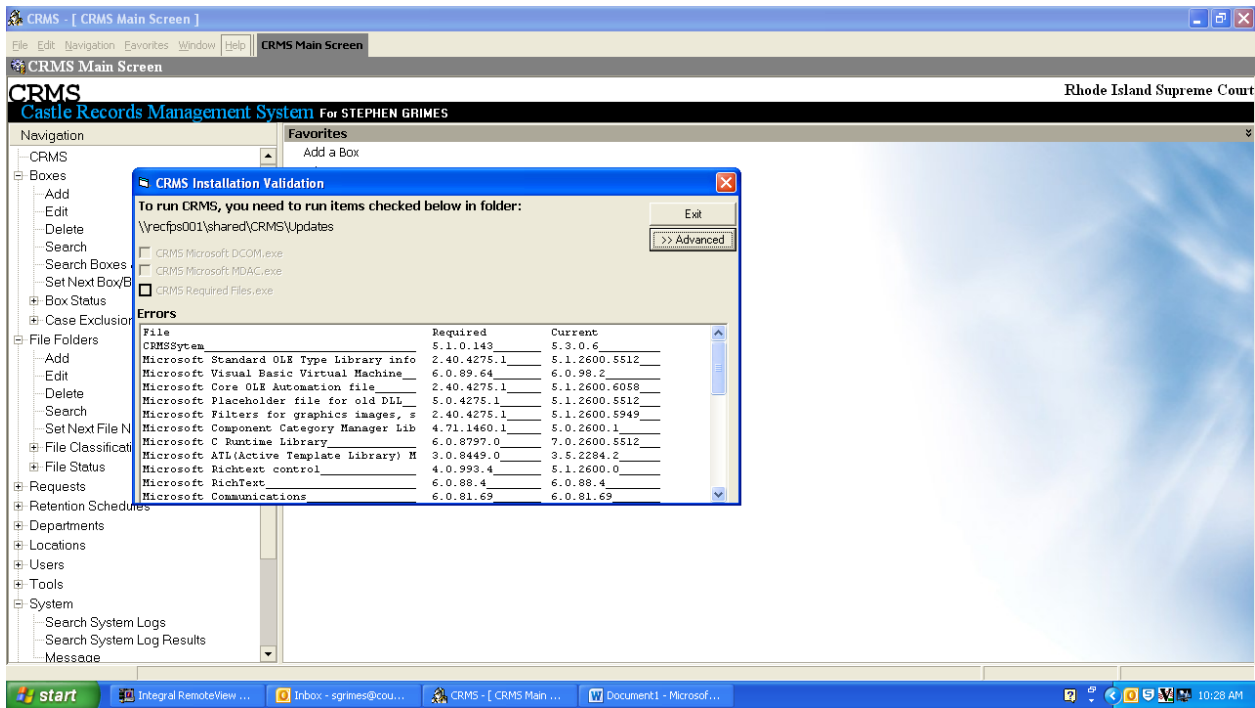 CRMS - [ CRMS Main Screen ]
File Edit Navigation Favorites Window Help CRMS Main Screen
CRMS Main Screen
CRMS
Rhode Island Supreme Court
Castle Records Management System For STEPHEN GRIMES
Navigation
Favorites
CRMS
Add a Box
Boxes
Add
Edit
Delete
Search
Search Boxes
Set Next Box/B
Box Status
Case Exclusion
File Folders
Add
Edit
Delete
Search
Set Next File N
File Classificati
File Status
Requests
Retention Schedules
Departments
Locations
Users
Tools
System
Search System Logs
Search System Log Results
Message
CRMS Installation Validation
To run CRMS, you need to run items checked below in folder:
\\recfps001\shared\CRMS\Updates
Exit
>> Advanced
CRMS Microsoft DCOM.exe
CRMS Microsoft MDAC.exe
CRMS Required Files.exe
Errors
File Required Current
CRMSSytem 5.1.0.143 5.3.0.6
Microsoft Standard OLE Type Library info 2.40.4275.1 5.1.2600.5512
Microsoft Visual Basic Virtual Machine 6.0.89.64 6.0.98.2
Microsoft Core OLE Automation file 2.40.4275.1 5.1.2600.6058
Microsoft Placeholder file for old DLL 5.0.4275.1 5.1.2600.5512
Microsoft Filters for graphics images, s 2.40.4275.1 5.1.2600.5949
Microsoft Component Category Manager Lib 4.71.1460.1 5.0.2600.1
Microsoft C Runtime Library 6.0.8797.0 7.0.2600.5512
Microsoft ATL(Active Template Library) M 3.0.8449.0 3.5.2284.2
Microsoft Richtext control 4.0.993.4 5.1.2600.0
Microsoft RichText 6.0.88.4 6.0.88.4
Microsoft Communications 6.0.81.69 6.0.81.69
start Integral RemoteView ... Inbox - sgrimes@cou... CRMS - [ CRMS Main ... Document1 - Microsof... 10:28 AM